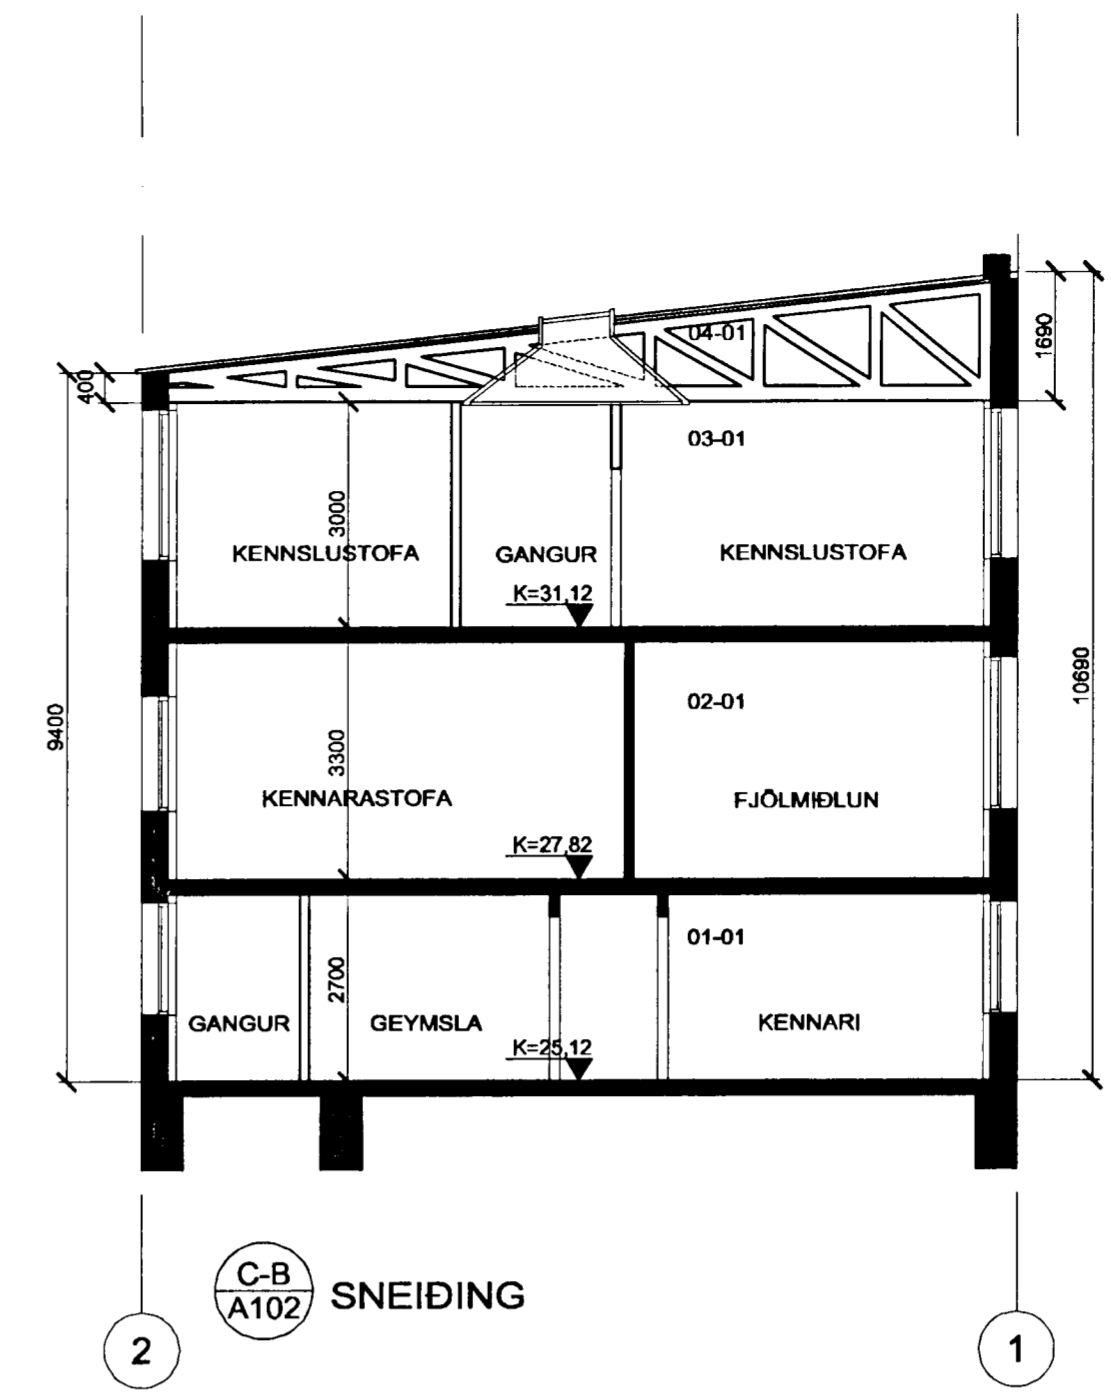 1690
04-01
400
03-01
3000
KENNSLUSTOFA
GANGUR
KENNSLUSTOFA
K=31,12
10690
02-01
9400
3300
KENNARASTOFA
FJÖLMIÐLUN
K=27,82
01-01
2700
GANGUR
GEYMSLA
KENNARI
K=25,12
C-B
A102
SNEIÐING
2
1